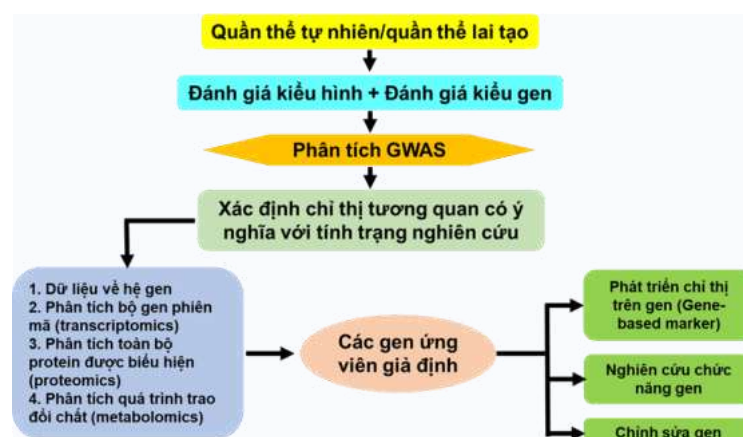 Quần thể tự nhiên/quần thể lai tạo
Đánh giá kiểu hình + Đánh giá kiểu gen
Phân tích GWAS
Xác định chỉ thị tương quan có ý
nghĩa với tính trạng nghiên cứu
1. Dữ liệu về hệ gen
2. Phân tích bộ gen phiên
mã (transcriptomics)
3. Phân tích toàn bộ
protein được biểu hiện
(proteomics)
4. Phân tích quá trình trao
đổi chất (metabolomics)
Các gen ứng
viên giả định
Phát triển chỉ thị
trên gen (Gene-
based marker)
Nghiên cứu chức
năng gen
Chỉnh sửa gen